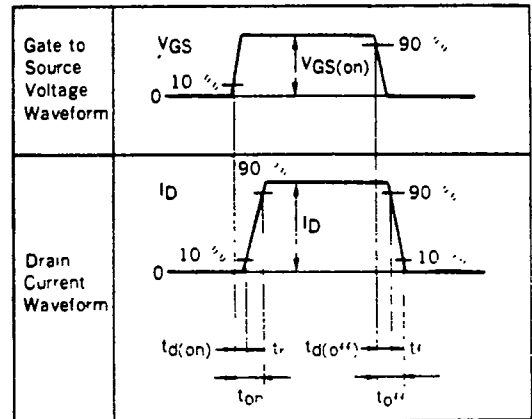 Gate to
Source
Voltage
Waveform
VGS
VGS(on)
90 %
10 %
0
Drain
Current
Waveform
ID
90 %
ID
90 %
10 %
10 %
0
td(on)
tr
td(off)
tf
ton
toff